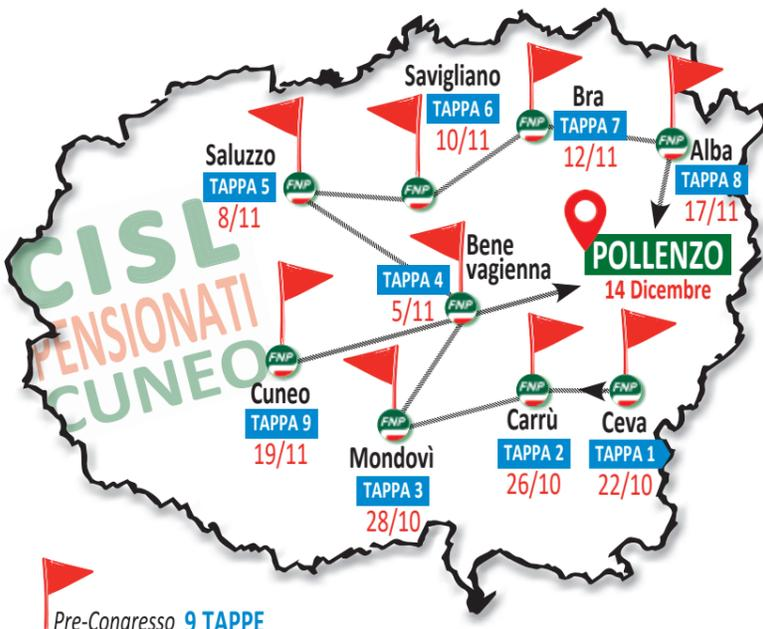 Savigliano
TAPPA 6
10/11
FNP
Bra
TAPPA 7
12/11
FNP
Alba
TAPPA 8
17/11
FNP
Saluzzo
TAPPA 5
8/11
FNP
CISL
PENSIONATI
CUNEO
Bene
vagienna
TAPPA 4
5/11
FNP
POLLENZO
14 Dicembre
Cuneo
TAPPA 9
19/11
FNP
Mondovì
TAPPA 3
28/10
FNP
Carrù
TAPPA 2
26/10
FNP
Ceva
TAPPA 1
22/10
FNP
Pre-Congresso 9 TAPPE